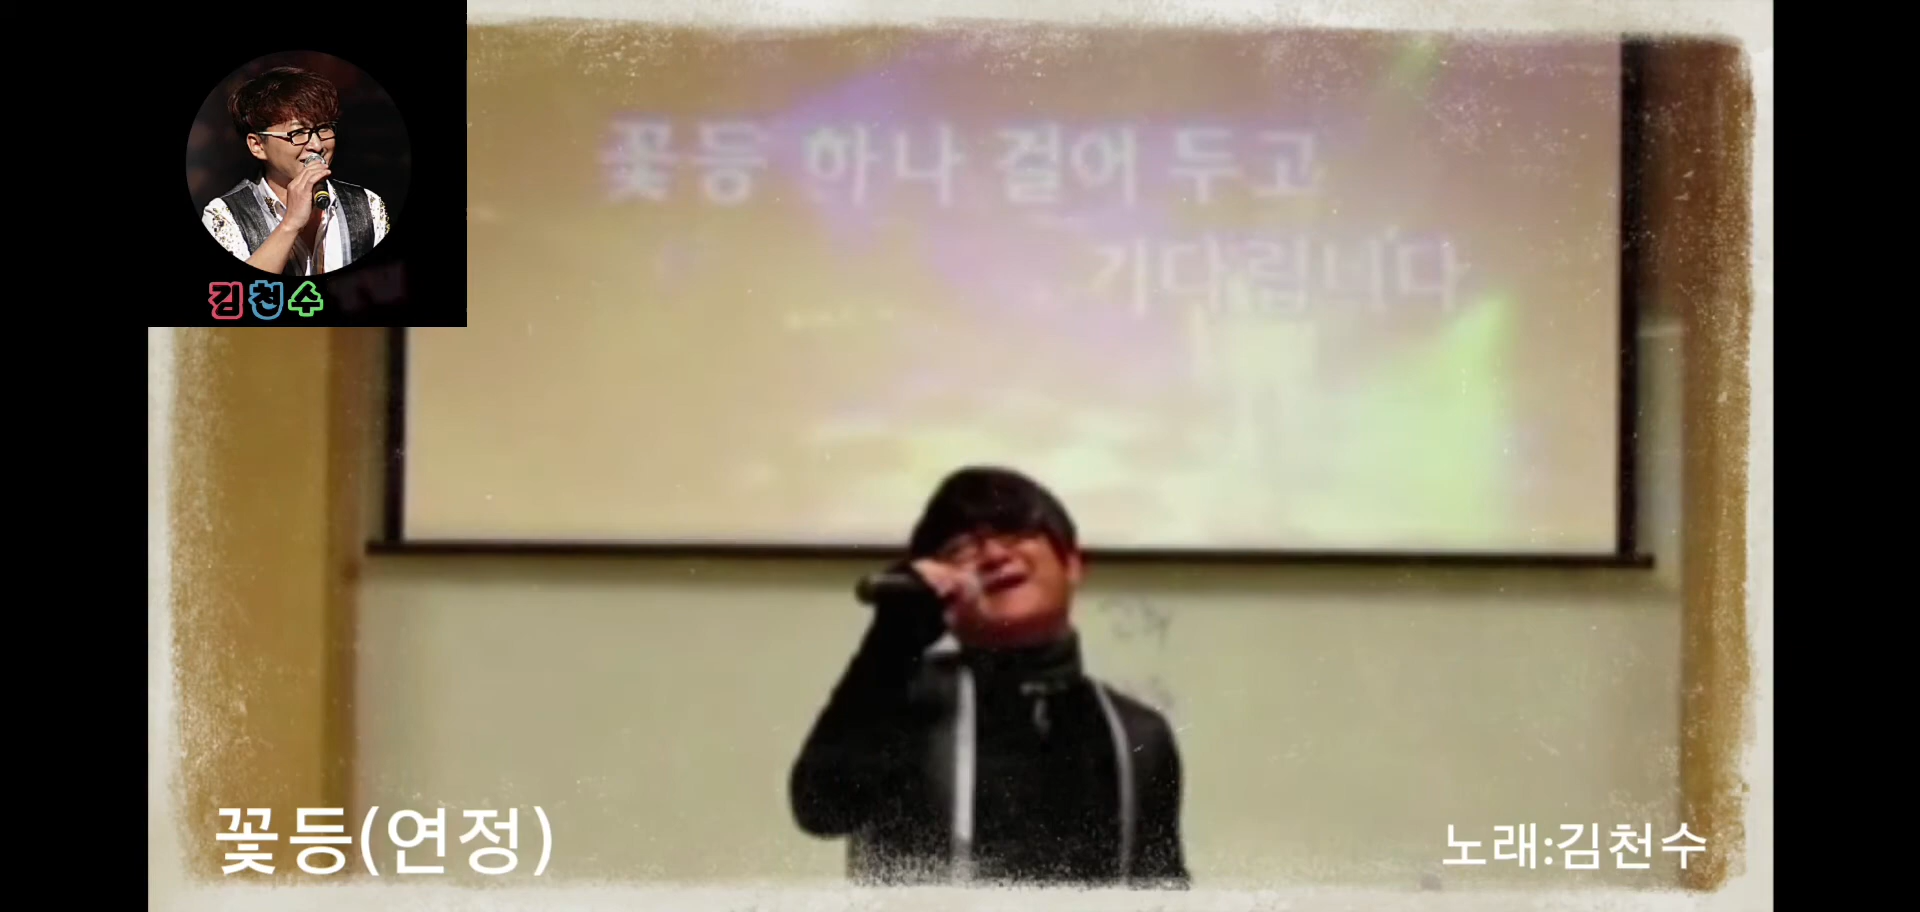 김천수
꽃등 하나 걸어 두고
기다립니다
꽃등(연정)
노래:김천수